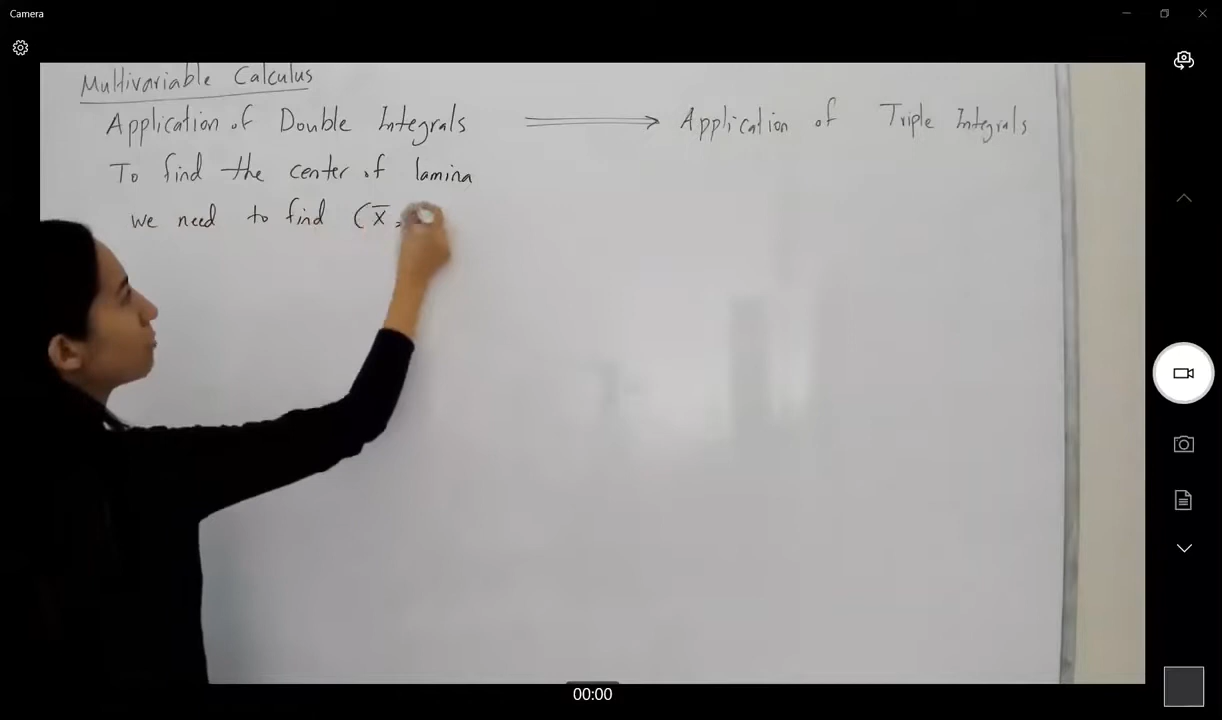 Camera
Multivariable Calculus
Application of Double Integrals ⟹ Application of Triple Integrals
To find the center of lamina
we need to find (x̄,
00:00